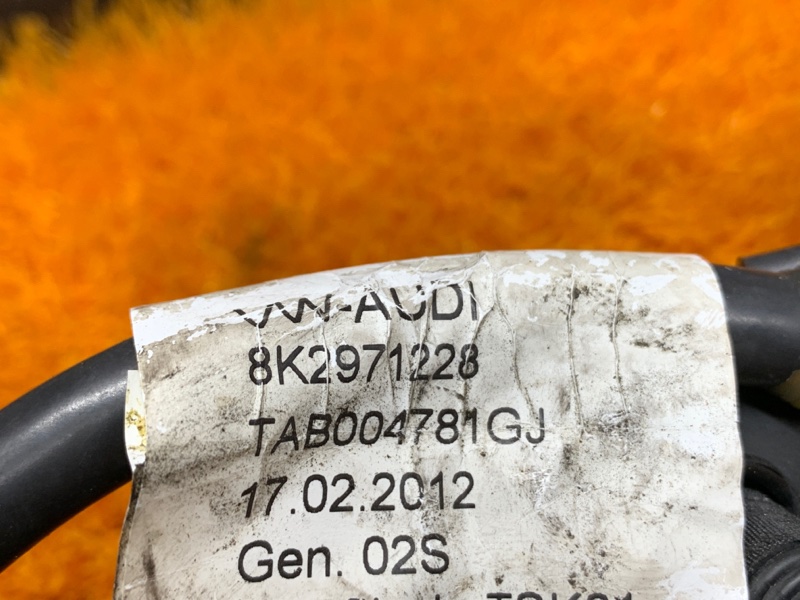 VW-AUDI
8K2971228
TAB004781GJ
17.02.2012
Gen. 02S